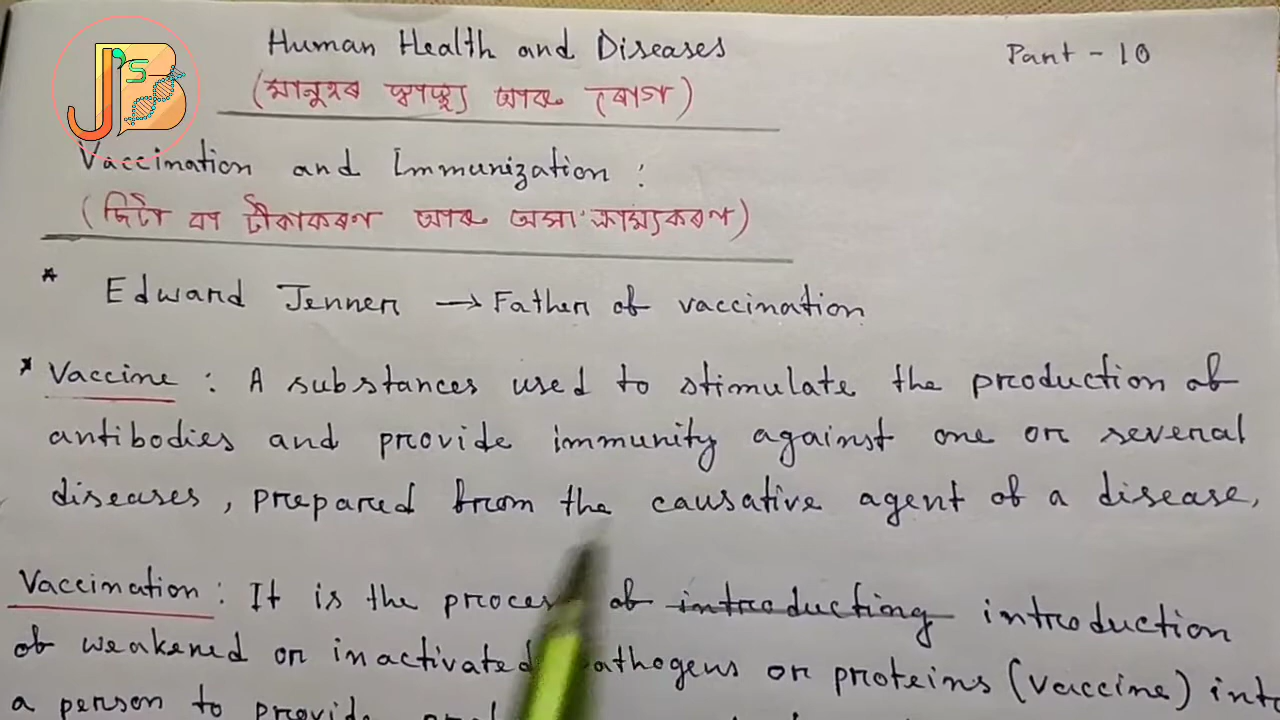 J'S B
Human Health and Diseases
Part - 10
(মানুহৰ স্বাস্থ্য আৰু ৰোগ)
Vaccination and Immunization :
(ছিটা বা টীকাকৰণ আৰু অসংক্ৰাম্যকৰণ)
* Edward Jenner → Father of vaccination
* Vaccine : A substances used to stimulate the production of
antibodies and provide immunity against one or several
diseases, prepared from the causative agent of a disease,
Vaccination : It is the process of introducting introduction
of weakened or inactivated pathogens or proteins (vaccine) into
a person to provide